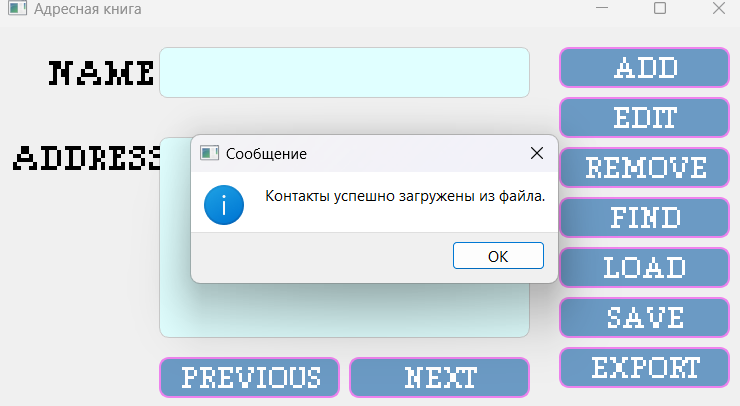 Адресная книга
NAME
ADD
EDIT
ADDRESS
Сообщение
REMOVE
Контакты успешно загружены из файла.
FIND
OK
LOAD
SAVE
EXPORT
PREVIOUS
NEXT